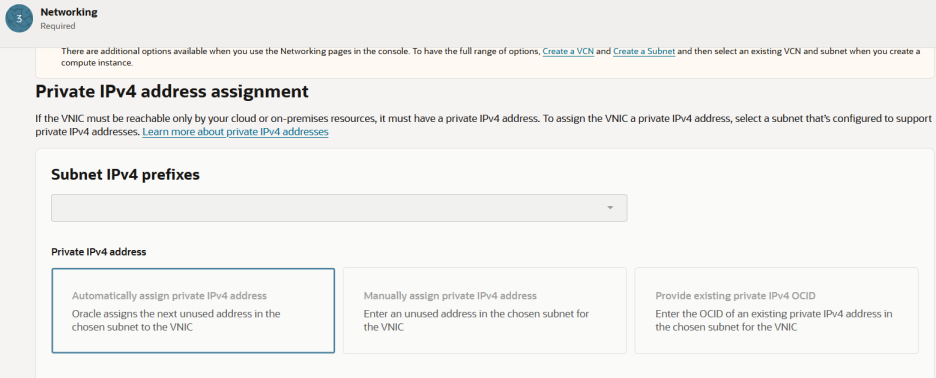 3
Networking
Required
There are additional options available when you use the Networking pages in the console. To have the full range of options, Create a VCN and Create a Subnet and then select an existing VCN and subnet when you create a
compute instance.
Private IPv4 address assignment
If the VNIC must be reachable only by your cloud or on-premises resources, it must have a private IPv4 address. To assign the VNIC a private IPv4 address, select a subnet that's configured to support
private IPv4 addresses. Learn more about private IPv4 addresses
Subnet IPv4 prefixes
Private IPv4 address
Automatically assign private IPv4 address
Oracle assigns the next unused address in the
chosen subnet to the VNIC
Manually assign private IPv4 address
Enter an unused address in the chosen subnet for
the VNIC
Provide existing private IPv4 OCID
Enter the OCID of an existing private IPv4 address in
the chosen subnet for the VNIC